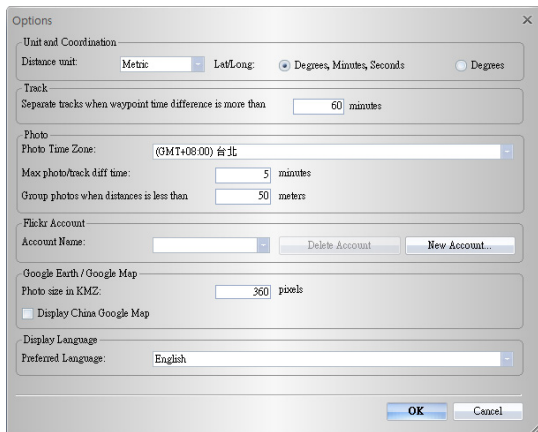 Options
Unit and Coordination
Distance unit: Metric Lat/Long: Degrees, Minutes, Seconds Degrees
Track
Separate tracks when waypoint time difference is more than 60 minutes
Photo
Photo Time Zone: (GMT+08:00) 台北
Max photo/track diff time: 5 minutes
Group photos when distances is less than 50 meters
Flickr Account
Account Name: Delete Account New Account...
Google Earth / Google Map
Photo size in KMZ: 360 pixels
Display China Google Map
Display Language
Preferred Language: English
OK Cancel